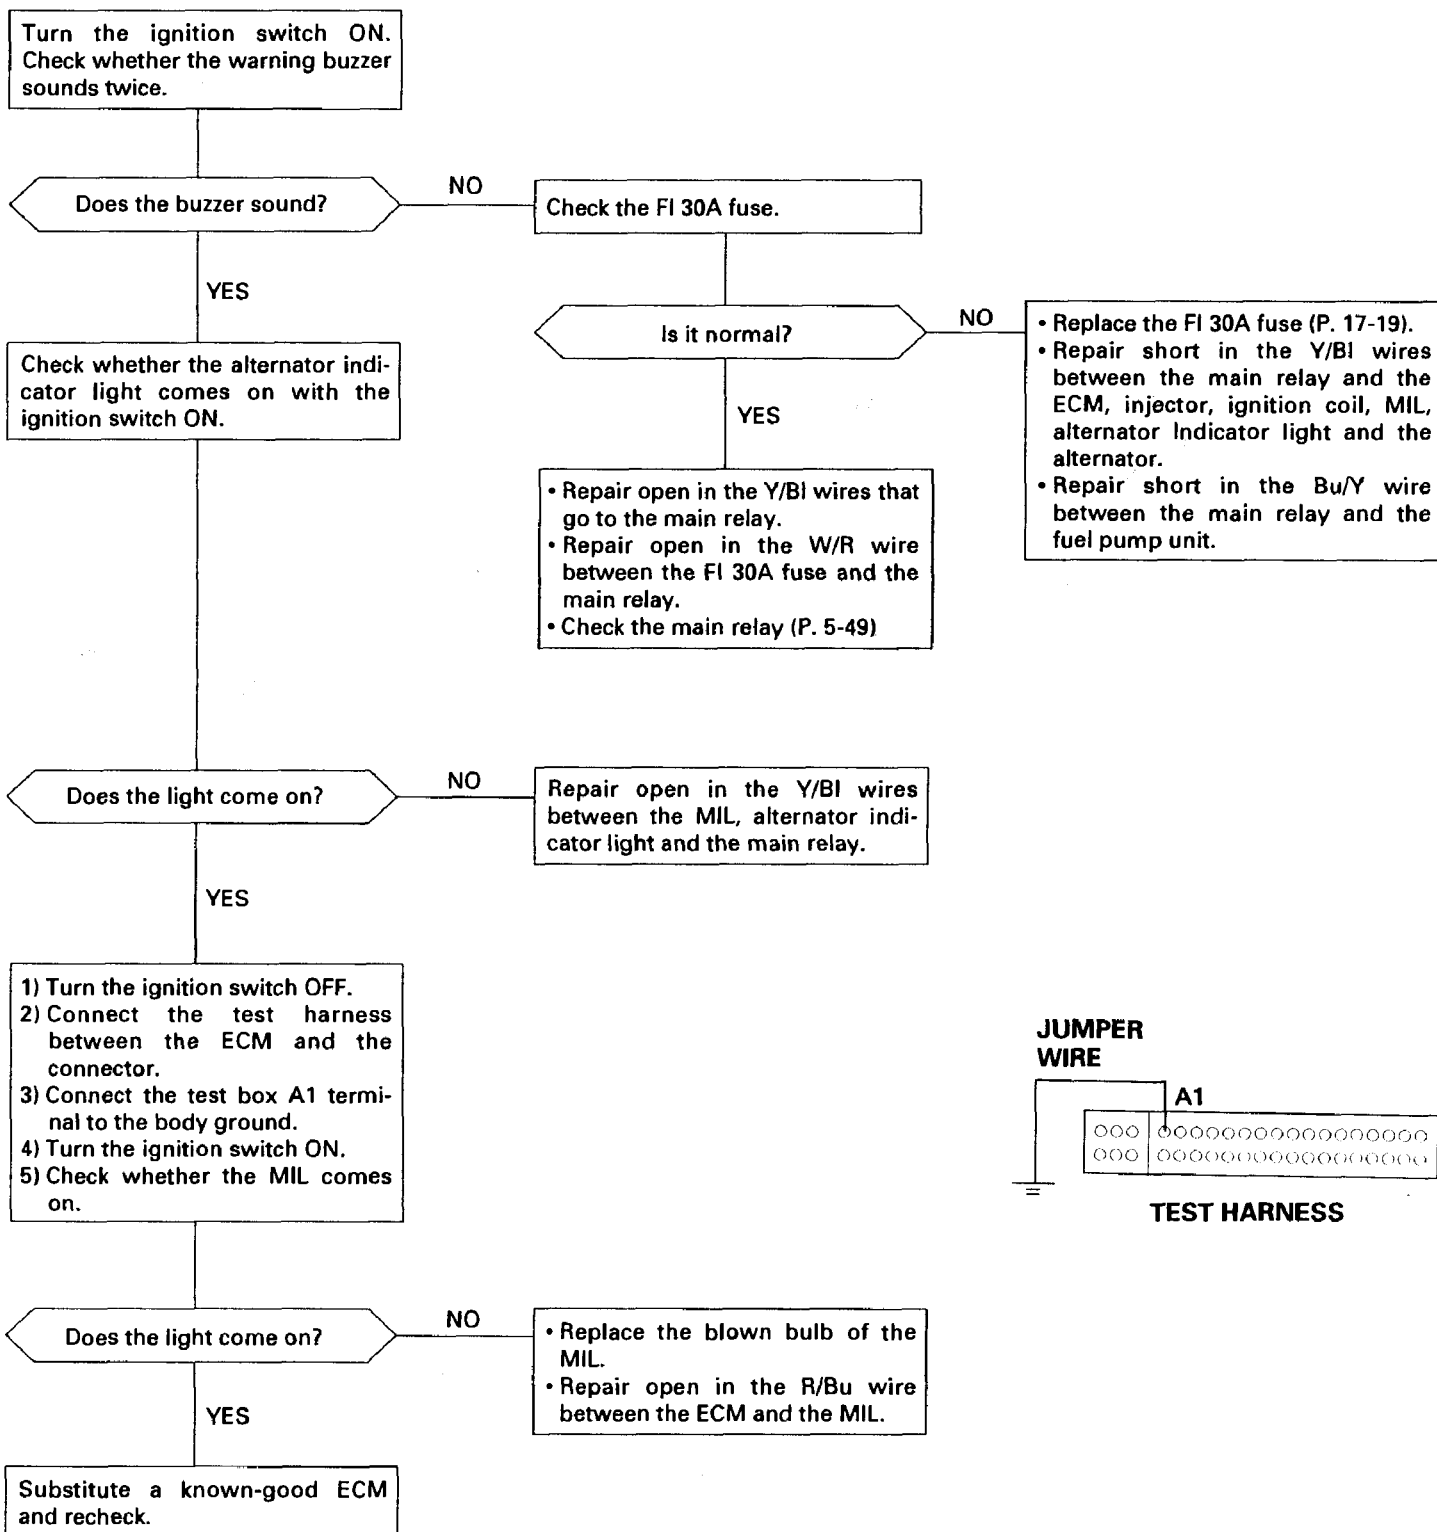 Turn the ignition switch ON.
Check whether the warning buzzer
sounds twice.
Does the buzzer sound?
NO
Check the FI 30A fuse.
YES
Is it normal?
NO
• Replace the FI 30A fuse (P. 17-19).
• Repair short in the Y/Bl wires
between the main relay and the
ECM, injector, ignition coil, MIL,
alternator Indicator light and the
alternator.
• Repair short in the Bu/Y wire
between the main relay and the
fuel pump unit.
Check whether the alternator indi-
cator light comes on with the
ignition switch ON.
YES
• Repair open in the Y/Bl wires that
go to the main relay.
• Repair open in the W/R wire
between the FI 30A fuse and the
main relay.
• Check the main relay (P. 5-49)
Does the light come on?
NO
Repair open in the Y/Bl wires
between the MIL, alternator indi-
cator light and the main relay.
YES
1) Turn the ignition switch OFF.
2) Connect the test harness
between the ECM and the
connector.
3) Connect the test box A1 termi-
nal to the body ground.
4) Turn the ignition switch ON.
5) Check whether the MIL comes
on.
JUMPER
WIRE
A1
TEST HARNESS
Does the light come on?
NO
• Replace the blown bulb of the
MIL.
• Repair open in the R/Bu wire
between the ECM and the MIL.
YES
Substitute a known-good ECM
and recheck.